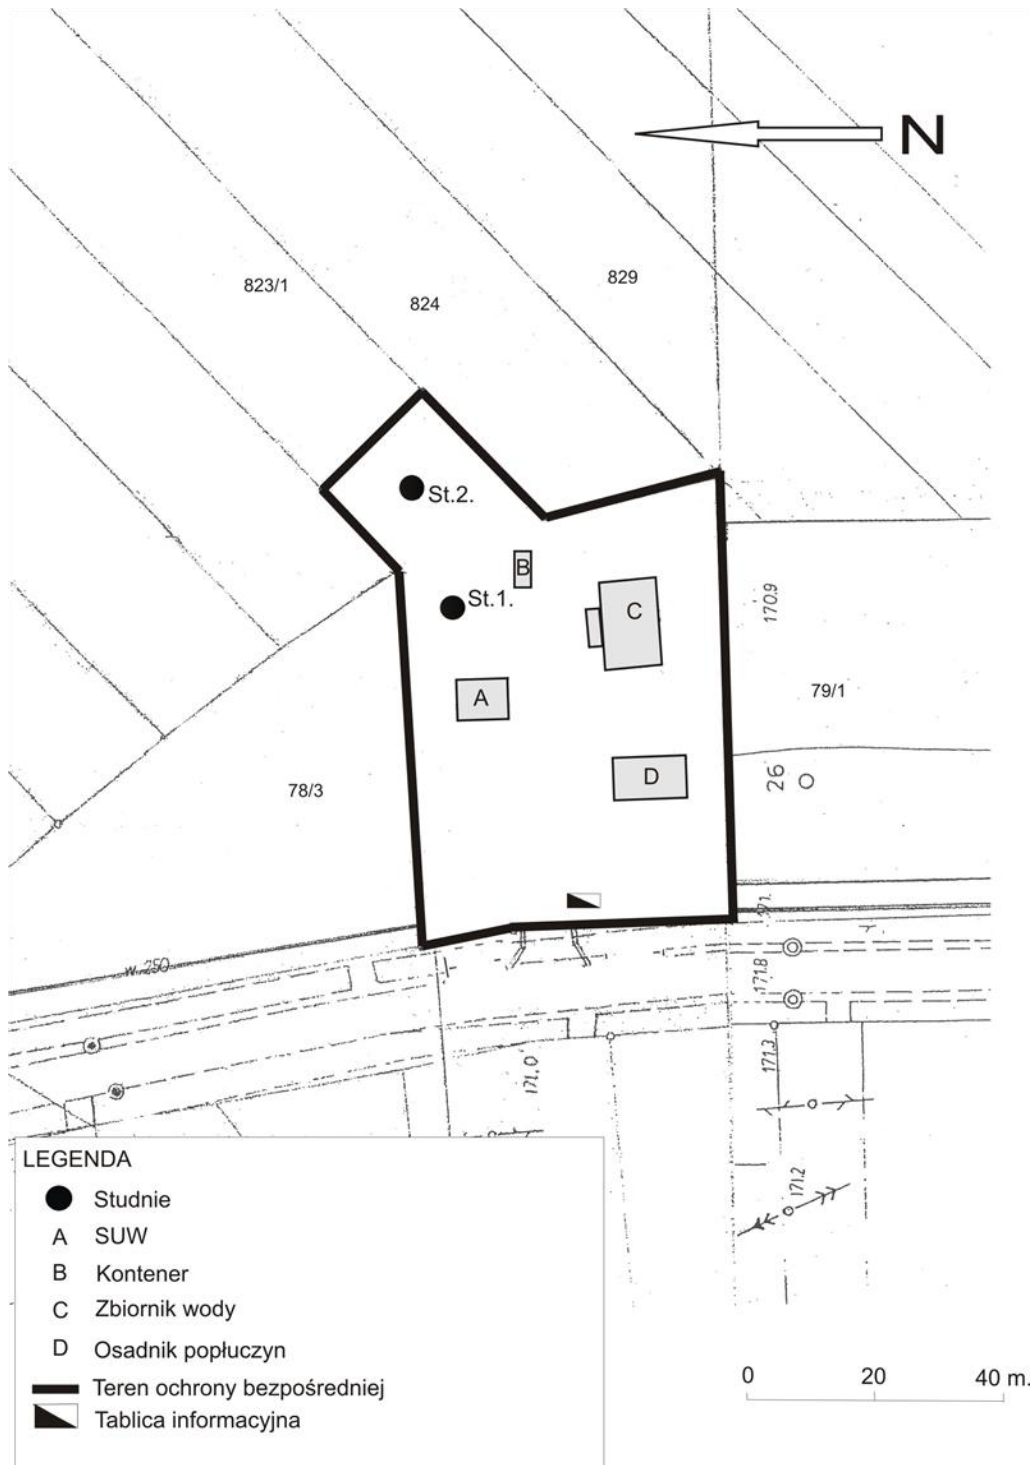 N
823/1
824
829
St.2.
B
St.1.
C
170.9
A
79/1
D
26
78/3
171.
w. 250
171.8
171.0
171.3
171.2
LEGENDA
Studnie
A SUW
B Kontener
C Zbiornik wody
D Osadnik popłuczyn
Teren ochrony bezpośredniej
Tablica informacyjna
0 20 40 m.